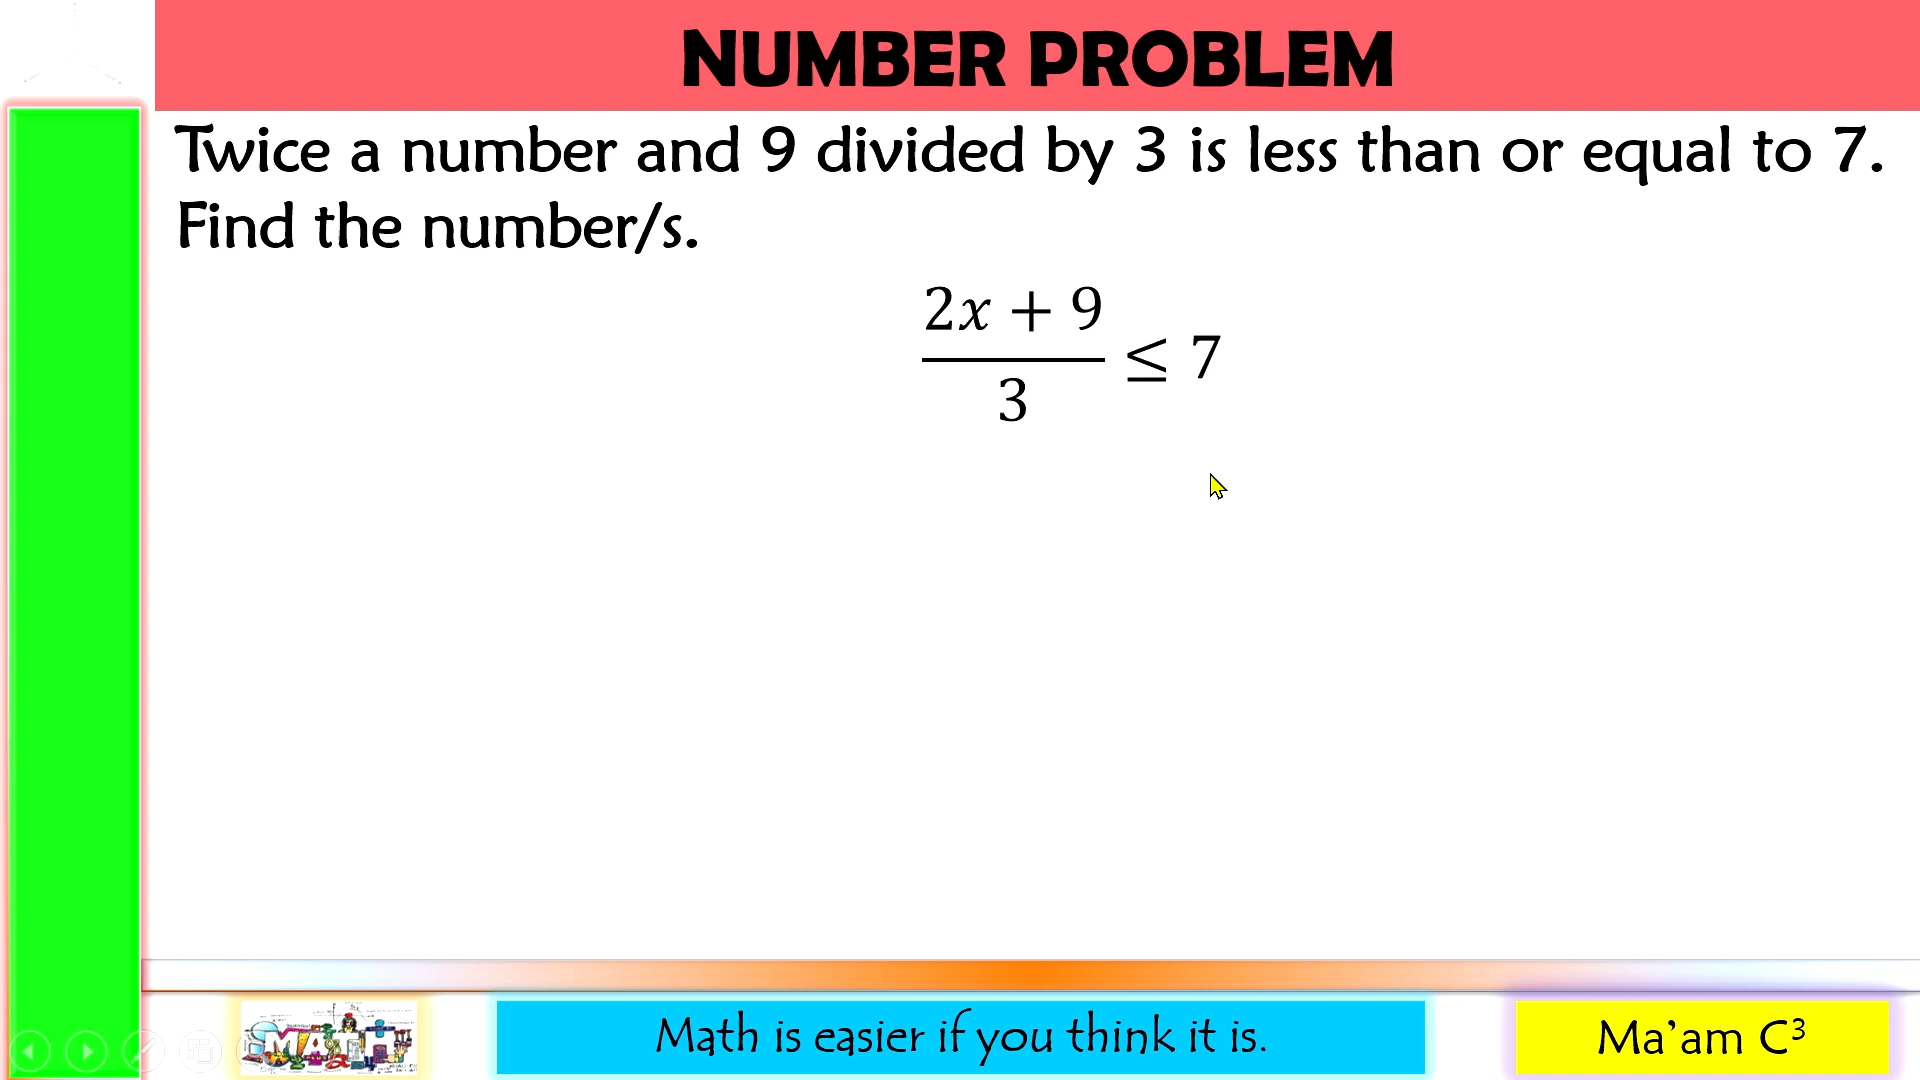 NUMBER PROBLEM
Twice a number and 9 divided by 3 is less than or equal to 7.
Find the number/s.
2x + 9
≤ 7
3
MATH
Math is easier if you think it is.
Ma’am C³